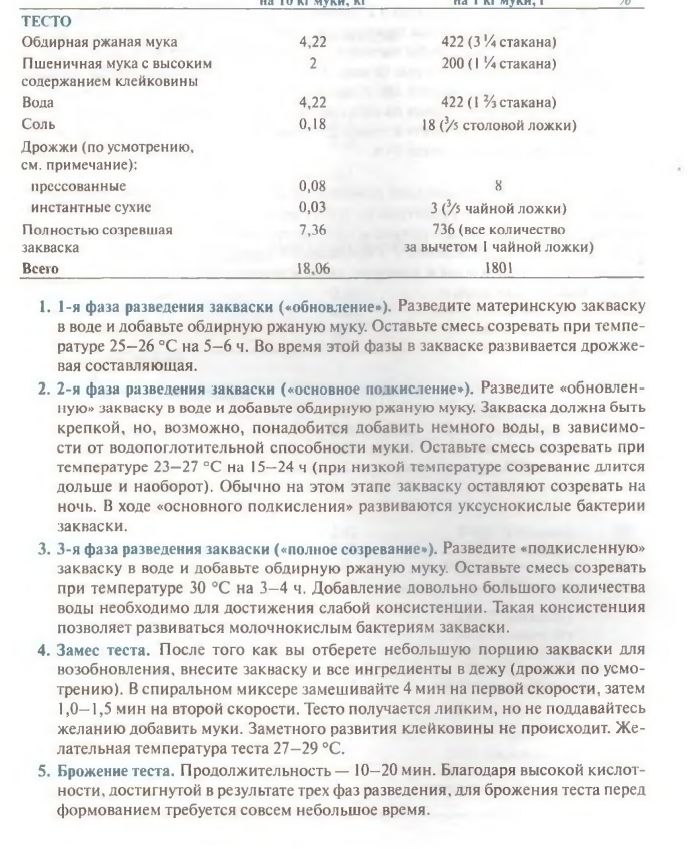 на 10 кг муки, кг на 1 кг муки, г %
ТЕСТО
Обдирная ржаная мука 4,22 422 (3 ¼ стакана)
Пшеничная мука с высоким 2 200 (1 ¼ стакана)
содержанием клейковины
Вода 4,22 422 (1 ⅔ стакана)
Соль 0,18 18 (⅗ столовой ложки)
Дрожжи (по усмотрению,
см. примечание):
прессованные 0,08 8
инстантные сухие 0,03 3 (⅗ чайной ложки)
Полностью созревшая 7,36 736 (все количество
закваска за вычетом 1 чайной ложки)
Всего 18,06 1801
1. 1-я фаза разведения закваски («обновление»). Разведите материнскую закваску
в воде и добавьте обдирную ржаную муку. Оставьте смесь созревать при темпе-
ратуре 25–26 °С на 5–6 ч. Во время этой фазы в закваске развивается дрожже-
вая составляющая.
2. 2-я фаза разведения закваски («основное подкисление»). Разведите «обновлен-
ную» закваску в воде и добавьте обдирную ржаную муку. Закваска должна быть
крепкой, но, возможно, понадобится добавить немного воды, в зависимо-
сти от водопоглотительной способности муки. Оставьте смесь созревать при
температуре 23–27 °С на 15–24 ч (при низкой температуре созревание длится
дольше и наоборот). Обычно на этом этапе закваску оставляют созревать на
ночь. В ходе «основного подкисления» развиваются уксуснокислые бактерии
закваски.
3. 3-я фаза разведения закваски («полное созревание»). Разведите «подкисленную»
закваску в воде и добавьте обдирную ржаную муку. Оставьте смесь созревать
при температуре 30 °С на 3–4 ч. Добавление довольно большого количества
воды необходимо для достижения слабой консистенции. Такая консистенция
позволяет развиваться молочнокислым бактериям закваски.
4. Замес теста. После того как вы отберете небольшую порцию закваски для
возобновления, внесите закваску и все ингредиенты в дежу (дрожжи по усмо-
трению). В спиральном миксере замешивайте 4 мин на первой скорости, затем
1,0–1,5 мин на второй скорости. Тесто получается липким, но не поддавайтесь
желанию добавить муки. Заметного развития клейковины не происходит. Же-
лательная температура теста 27–29 °С.
5. Брожение теста. Продолжительность — 10–20 мин. Благодаря высокой кислот-
ности, достигнутой в результате трех фаз разведения, для брожения теста перед
формованием требуется совсем небольшое время.